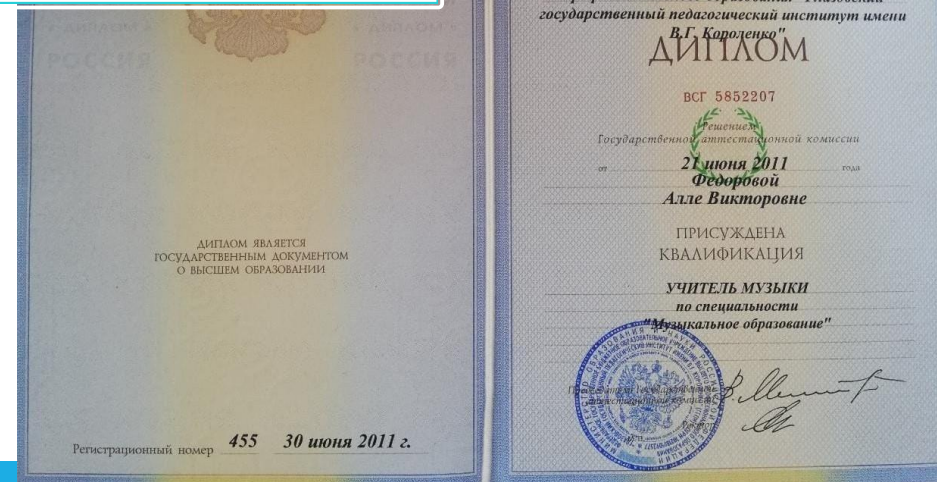 ДИПЛОМ ЯВЛЯЕТСЯ
ГОСУДАРСТВЕННЫМ ДОКУМЕНТОМ
О ВЫСШЕМ ОБРАЗОВАНИИ
Регистрационный номер 455 30 июня 2011 г.
государственный педагогический институт имени
В.Г. Короленко"
ДИПЛОМ
ВСГ 5852207
Решением
Государственной аттестационной комиссии
от 21 июня 2011 года
Федоровой
Алле Викторовне
ПРИСУЖДЕНА
КВАЛИФИКАЦИЯ
УЧИТЕЛЬ МУЗЫКИ
по специальности
"Музыкальное образование"